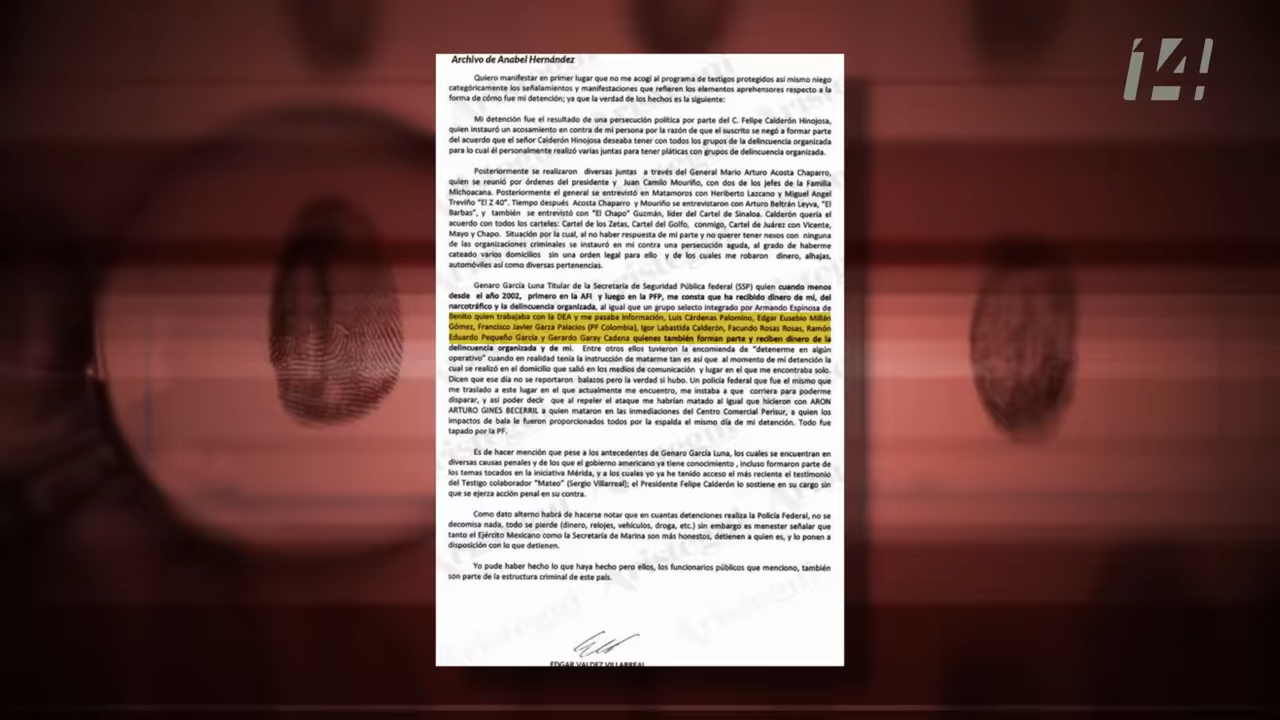 14!
Archivo de Anabel Hernández
Quiero manifestar en primer lugar que no me acogí al programa de testigos protegidos así mismo niego
categóricamente los señalamientos y manifestaciones que refieren los elementos aprehensores respecto a la
forma de cómo fue mi detención; ya que la verdad de los hechos es la siguiente:
Mi detención fue el resultado de una persecución política por parte del C. Felipe Calderón Hinojosa,
quien instauró un acosamiento en contra de mi persona por la razón de que el suscrito se negó a formar parte
del acuerdo que el señor Calderón Hinojosa deseaba tener con todos los grupos de la delincuencia organizada
para lo cual él personalmente realizó varias juntas para tener pláticas con grupos de delincuencia organizada.
Posteriormente se realizaron diversas juntas a través del General Mario Arturo Acosta Chaparro,
quien se reunió por órdenes del presidente y Juan Camilo Mouriño, con dos de los jefes de la Familia
Michoacana. Posteriormente el general se entrevistó en Matamoros con Heriberto Lazcano y Miguel Angel
Treviño "El Z 40". Tiempo después Acosta Chaparro y Mouriño se entrevistaron con Arturo Beltrán Leyva, "El
Barbas", y también se entrevistó con "El Chapo" Guzmán, líder del Cartel de Sinaloa. Calderón quería el
acuerdo con todos los carteles: Cartel de los Zetas, Cartel del Golfo, conmigo, Cartel de Juárez con Vicente,
Mayo y Chapo. Situación por la cual, al no haber respuesta de mi parte y no querer tener nexos con ninguna
de las organizaciones criminales se instauró en mi contra una persecución aguda, al grado de haberme
cateado varios domicilios sin una orden legal para ello y de los cuales me robaron dinero, alhajas,
automóviles así como diversas pertenencias.
Genaro García Luna Titular de la Secretaría de Seguridad Pública federal (SSP) quien cuando menos
desde el año 2002, primero en la AFI y luego en la PFP, me consta que ha recibido dinero de mi, del
narcotráfico y la delincuencia organizada, al igual que un grupo selecto integrado por Armando Espinosa de
Benito quien trabajaba con la DEA y me pasaba información, Luis Cárdenas Palomino, Edgar Eusebio Millán
Gómez, Francisco Javier Garza Palacios (PF Colombia), Igor Labastida Calderón, Facundo Rosas Rosas, Ramón
Eduardo Pequeño García y Gerardo Garay Cadena quienes también forman parte y reciben dinero de la
delincuencia organizada y de mi. Entre otros ellos tuvieron la encomienda de "detenerme en algún
operativo" cuando en realidad tenía la instrucción de matarme tan es así que al momento de mi detención la
cual se realizó en el domicilio que salió en los medios de comunicación y lugar en el que me encontraba solo.
Dicen que ese día no se reportaron balazos pero la verdad si hubo. Un policía federal que fue el mismo que
me traslado a este lugar en el que actualmente me encuentro, me instaba a que corriera para poderme
disparar, y así poder decir que al repeler el ataque me habrían matado al igual que hicieron con ARON
ARTURO GINES BECERRIL a quien mataron en las inmediaciones del Centro Comercial Perisur, a quien los
impactos de bala le fueron proporcionados todos por la espalda el mismo día de mi detención. Todo fue
tapado por la PF.
Es de hacer mención que pese a los antecedentes de Genaro García Luna, los cuales se encuentran en
diversas causas penales y de los que el gobierno americano ya tiene conocimiento , incluso formaron parte de
los temas tocados en la iniciativa Mérida, y a los cuales yo ya he tenido acceso el más reciente el testimonio
del Testigo colaborador "Mateo" (Sergio Villarreal); el Presidente Felipe Calderón lo sostiene en su cargo sin
que se ejerza acción penal en su contra.
Como dato alterno habrá de hacerse notar que en cuantas detenciones realiza la Policía Federal, no se
decomisa nada, todo se pierde (dinero, relojes, vehículos, droga, etc.) sin embargo es menester señalar que
tanto el Ejército Mexicano como la Secretaría de Marina son más honestos, detienen a quien es, y lo ponen a
disposición con lo que detienen.
Yo pude haber hecho lo que haya hecho pero ellos, los funcionarios públicos que menciono, también
son parte de la estructura criminal de este país.
EDGAR VALDEZ VILLARREAL